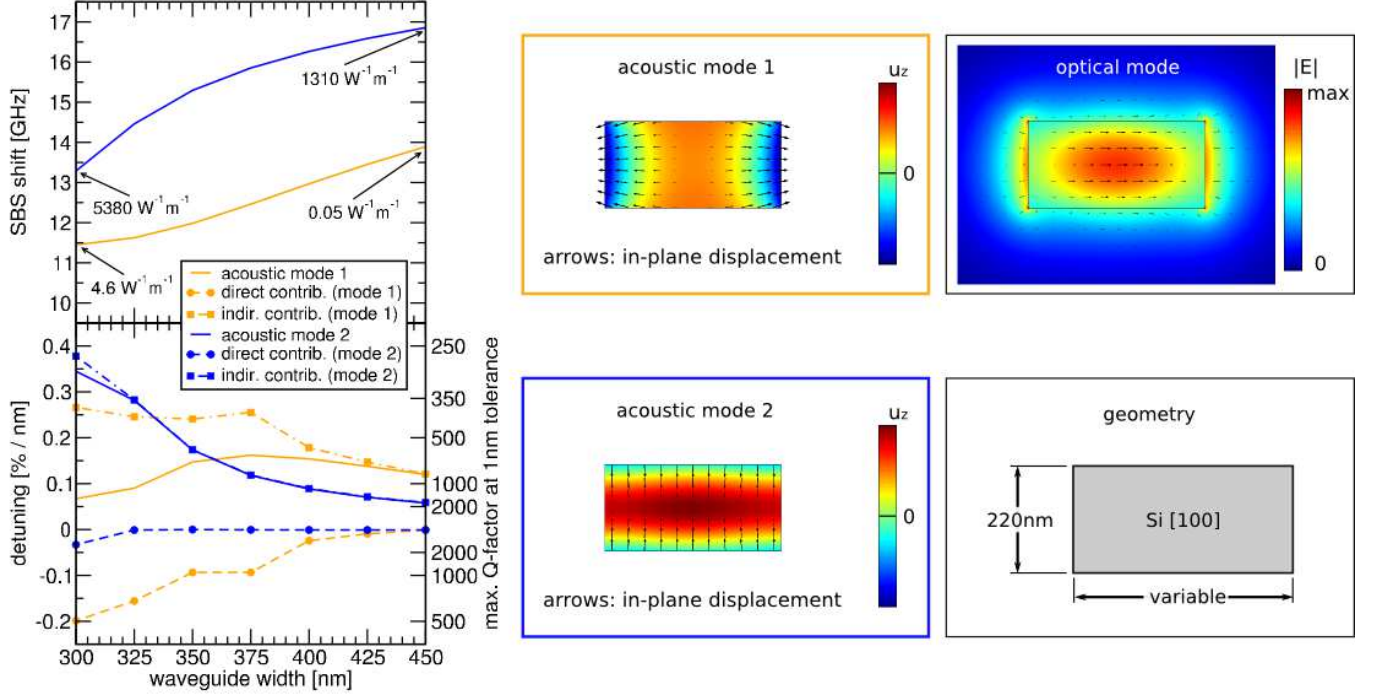 17
16
15
14
13
12
11
10
SBS shift [GHz]
1310 W⁻¹m⁻¹
5380 W⁻¹m⁻¹
0.05 W⁻¹m⁻¹
4.6 W⁻¹m⁻¹
acoustic mode 1
direct contrib. (mode 1)
indir. contrib. (mode 1)
acoustic mode 2
direct contrib. (mode 2)
indir. contrib. (mode 2)
0.4
0.3
0.2
0.1
0
-0.1
-0.2
detuning [% / nm]
250
350
500
1000
2000
2000
1000
500
max. Q-factor at 1nm tolerance
300 325 350 375 400 425 450
waveguide width [nm]
acoustic mode 1
u_z
0
arrows: in-plane displacement
optical mode
|E|
max
0
acoustic mode 2
u_z
0
arrows: in-plane displacement
geometry
220nm
Si [100]
variable